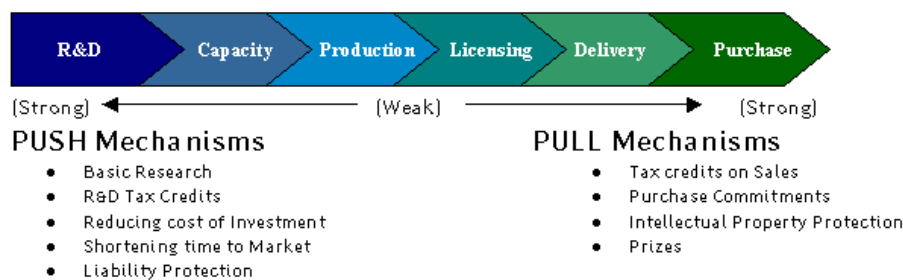 R&D Capacity Production Licensing Delivery Purchase
(Strong) (Weak) (Strong)
PUSH Mechanisms
● Basic Research
● R&D Tax Credits
● Reducing cost of Investment
● Shortening time to Market
● Liability Protection
PULL Mechanisms
● Tax credits on Sales
● Purchase Commitments
● Intellectual Property Protection
● Prizes